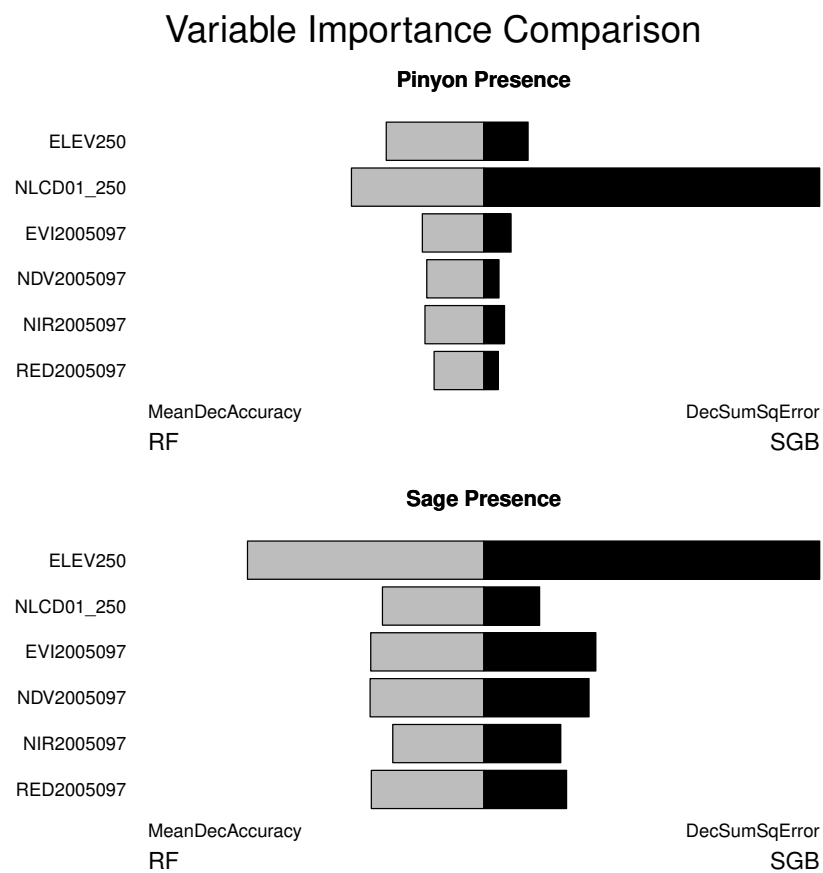 Variable Importance Comparison
Pinyon Presence
ELEV250
NLCD01_250
EVI2005097
NDV2005097
NIR2005097
RED2005097
MeanDecAccuracy DecSumSqError
RF SGB
Sage Presence
ELEV250
NLCD01_250
EVI2005097
NDV2005097
NIR2005097
RED2005097
MeanDecAccuracy DecSumSqError
RF SGB